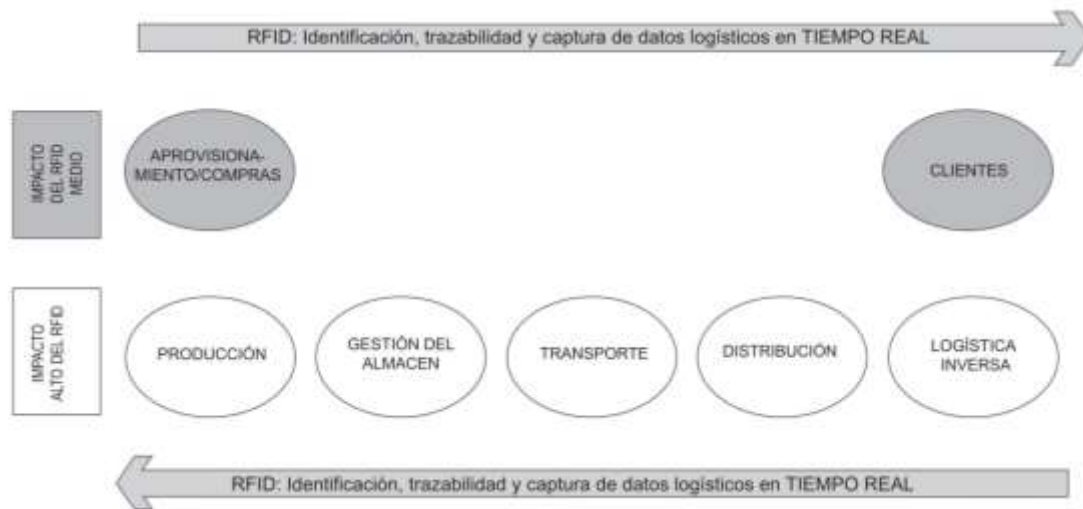 RFID: Identificación, trazabilidad y captura de datos logísticos en TIEMPO REAL
IMPACTO
DEL RFID
MEDIO
APROVISIONA-
MIENTO/COMPRAS
CLIENTES
IMPACTO
ALTO DEL RFID
PRODUCCIÓN
GESTIÓN DEL
ALMACEN
TRANSPORTE
DISTRIBUCIÓN
LOGÍSTICA
INVERSA
RFID: Identificación, trazabilidad y captura de datos logísticos en TIEMPO REAL